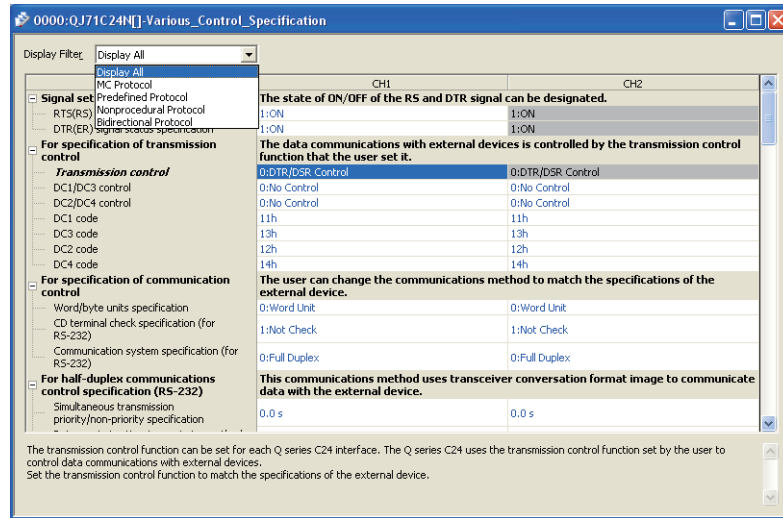 0000:QJ71C24N[]-Various_Control_Specification
Display Filter Display All
Display All
MC Protocol
Predefined Protocol
Nonprocedural Protocol
Bidirectional Protocol
CH1 CH2
Signal set The state of ON/OFF of the RS and DTR signal can be designated.
RTS(RS) 1:ON 1:ON
DTR(ER) signal status specification 1:ON 1:ON
For specification of transmission control The data communications with external devices is controlled by the transmission control function that the user set it.
Transmission control 0:DTR/DSR Control 0:DTR/DSR Control
DC1/DC3 control 0:No Control 0:No Control
DC2/DC4 control 0:No Control 0:No Control
DC1 code 11h 11h
DC3 code 13h 13h
DC2 code 12h 12h
DC4 code 14h 14h
For specification of communication control The user can change the communications method to match the specifications of the external device.
Word/byte units specification 0:Word Unit 0:Word Unit
CD terminal check specification (for RS-232) 1:Not Check 1:Not Check
Communication system specification (for RS-232) 0:Full Duplex 0:Full Duplex
For half-duplex communications control specification (RS-232) This communications method uses transceiver conversation format image to communicate data with the external device.
Simultaneous transmission priority/non-priority specification 0.0 s 0.0 s
The transmission control function can be set for each Q series C24 interface. The Q series C24 uses the transmission control function set by the user to
control data communications with external devices.
Set the transmission control function to match the specifications of the external device.